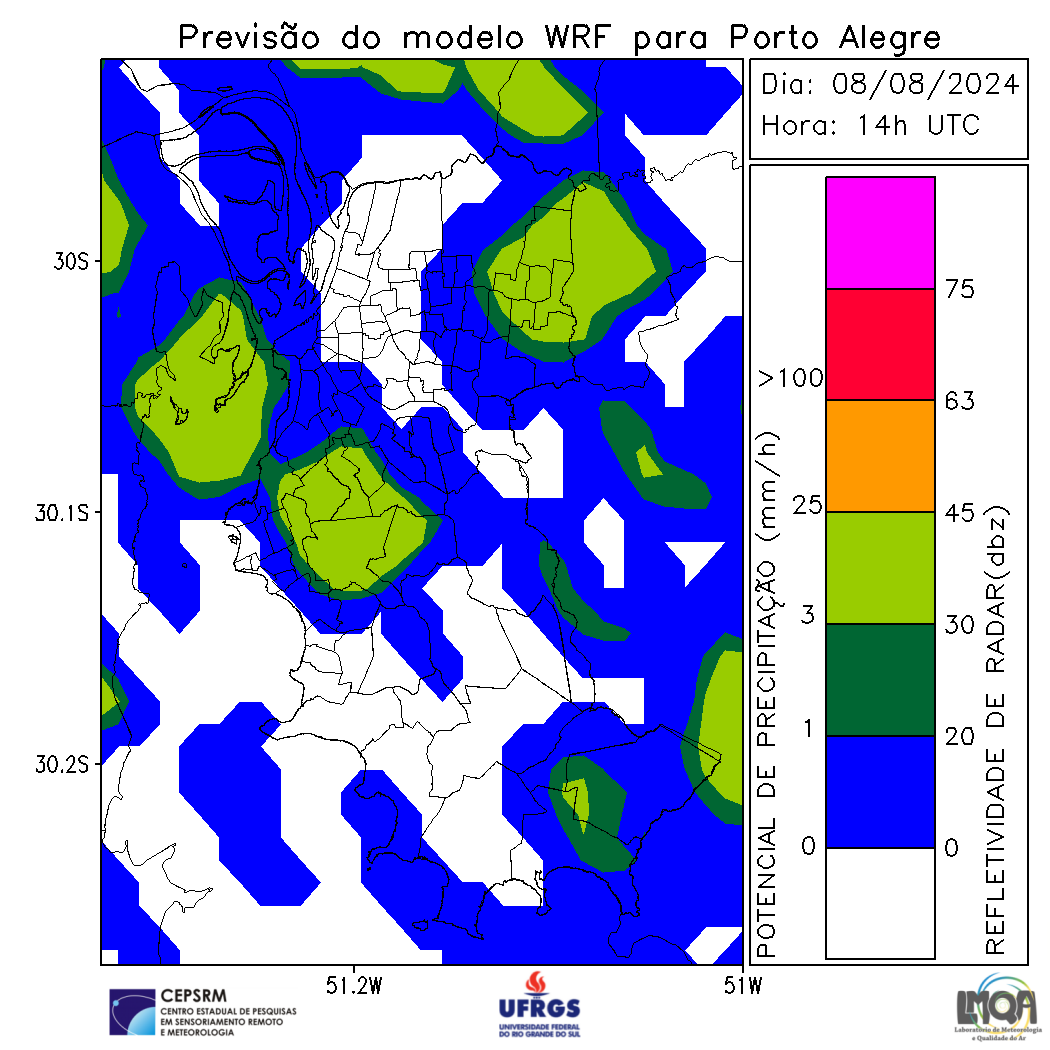 Previsão do modelo WRF para Porto Alegre
Dia: 08/08/2024
Hora: 14h UTC
30S
30.1S
30.2S
51.2W
51W
POTENCIAL DE PRECIPITAÇÃO (mm/h)
>100
25
3
1
0
75
63
45
30
20
0
REFLETIVIDADE DE RADAR(dbz)
CEPSRM
CENTRO ESTADUAL DE PESQUISAS
EM SENSORIAMENTO REMOTO
E METEOROLOGIA
UFRGS
UNIVERSIDADE FEDERAL
DO RIO GRANDE DO SUL
LMQA
Laboratório de Meteorologia
e Qualidade do Ar